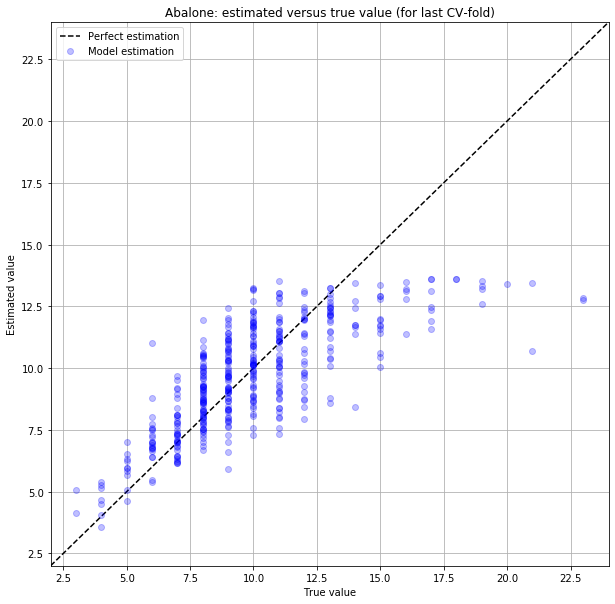 Abalone: estimated versus true value (for last CV-fold)
Perfect estimation
Model estimation
Estimated value
22.5
20.0
17.5
15.0
12.5
10.0
7.5
5.0
2.5
2.5 5.0 7.5 10.0 12.5 15.0 17.5 20.0 22.5
True value